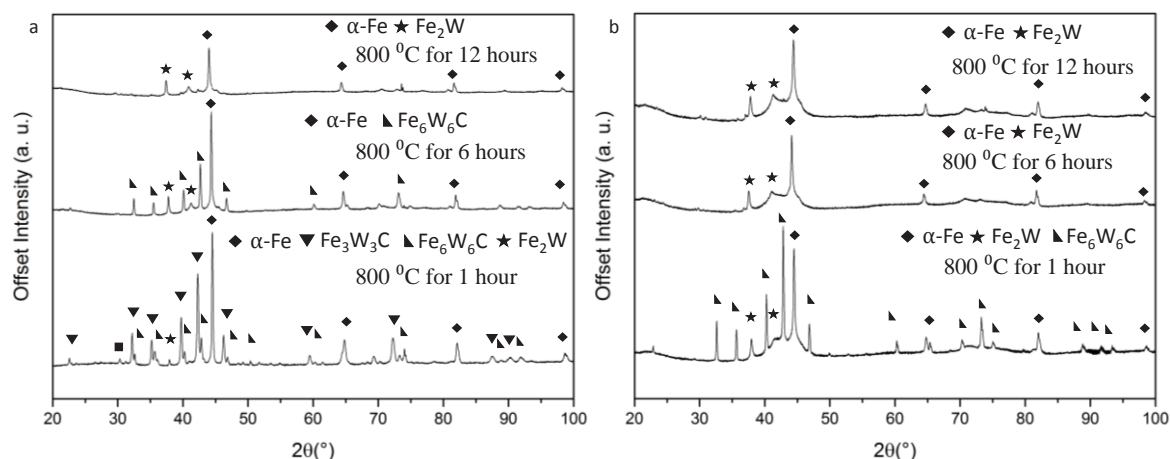 a
◆ α-Fe ★ Fe₂W
800 ⁰C for 12 hours
◆ α-Fe ◣ Fe₆W₆C
800 ⁰C for 6 hours
◆ α-Fe ▼ Fe₃W₃C ◣ Fe₆W₆C ★ Fe₂W
800 ⁰C for 1 hour
Offset Intensity (a. u.)
20 30 40 50 60 70 80 90 100
2θ(°)
b
◆ α-Fe ★ Fe₂W
800 ⁰C for 12 hours
◆ α-Fe ★ Fe₂W
800 ⁰C for 6 hours
◆ α-Fe ★ Fe₂W ◣ Fe₆W₆C
800 ⁰C for 1 hour
Offset Intensity (a. u.)
20 30 40 50 60 70 80 90 100
2θ(°)